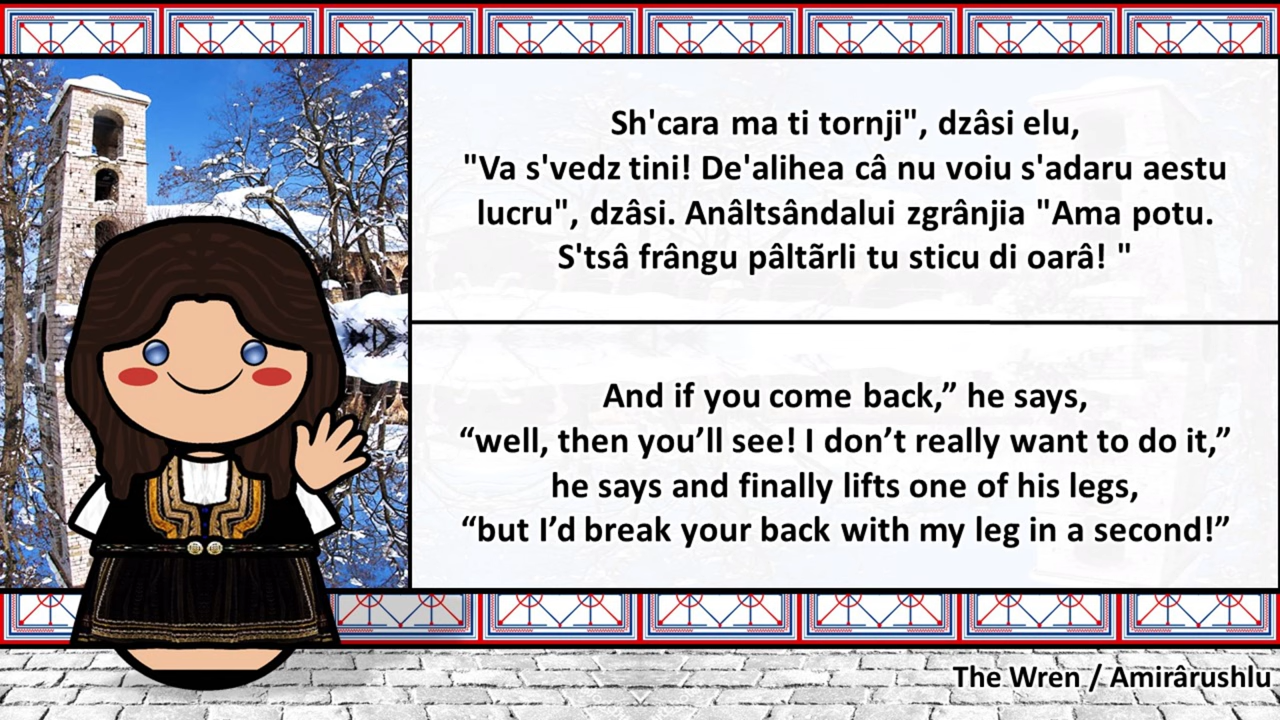 Sh'cara ma ti tornji", dzâsi elu,
"Va s'vedz tini! De'alihea câ nu voiu s'adaru aestu
lucru", dzâsi. Anâltsândalui zgrânjia "Ama potu.
S'tsâ frângu pâltãrli tu sticu di oarâ! "
And if you come back,” he says,
“well, then you’ll see! I don’t really want to do it,”
he says and finally lifts one of his legs,
“but I’d break your back with my leg in a second!”
The Wren / Amirârushlu